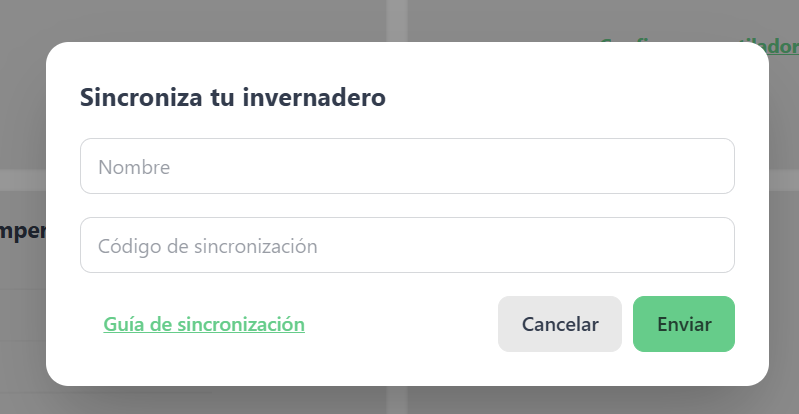 Sincroniza tu invernadero
Nombre
Código de sincronización
Guía de sincronización
Cancelar
Enviar